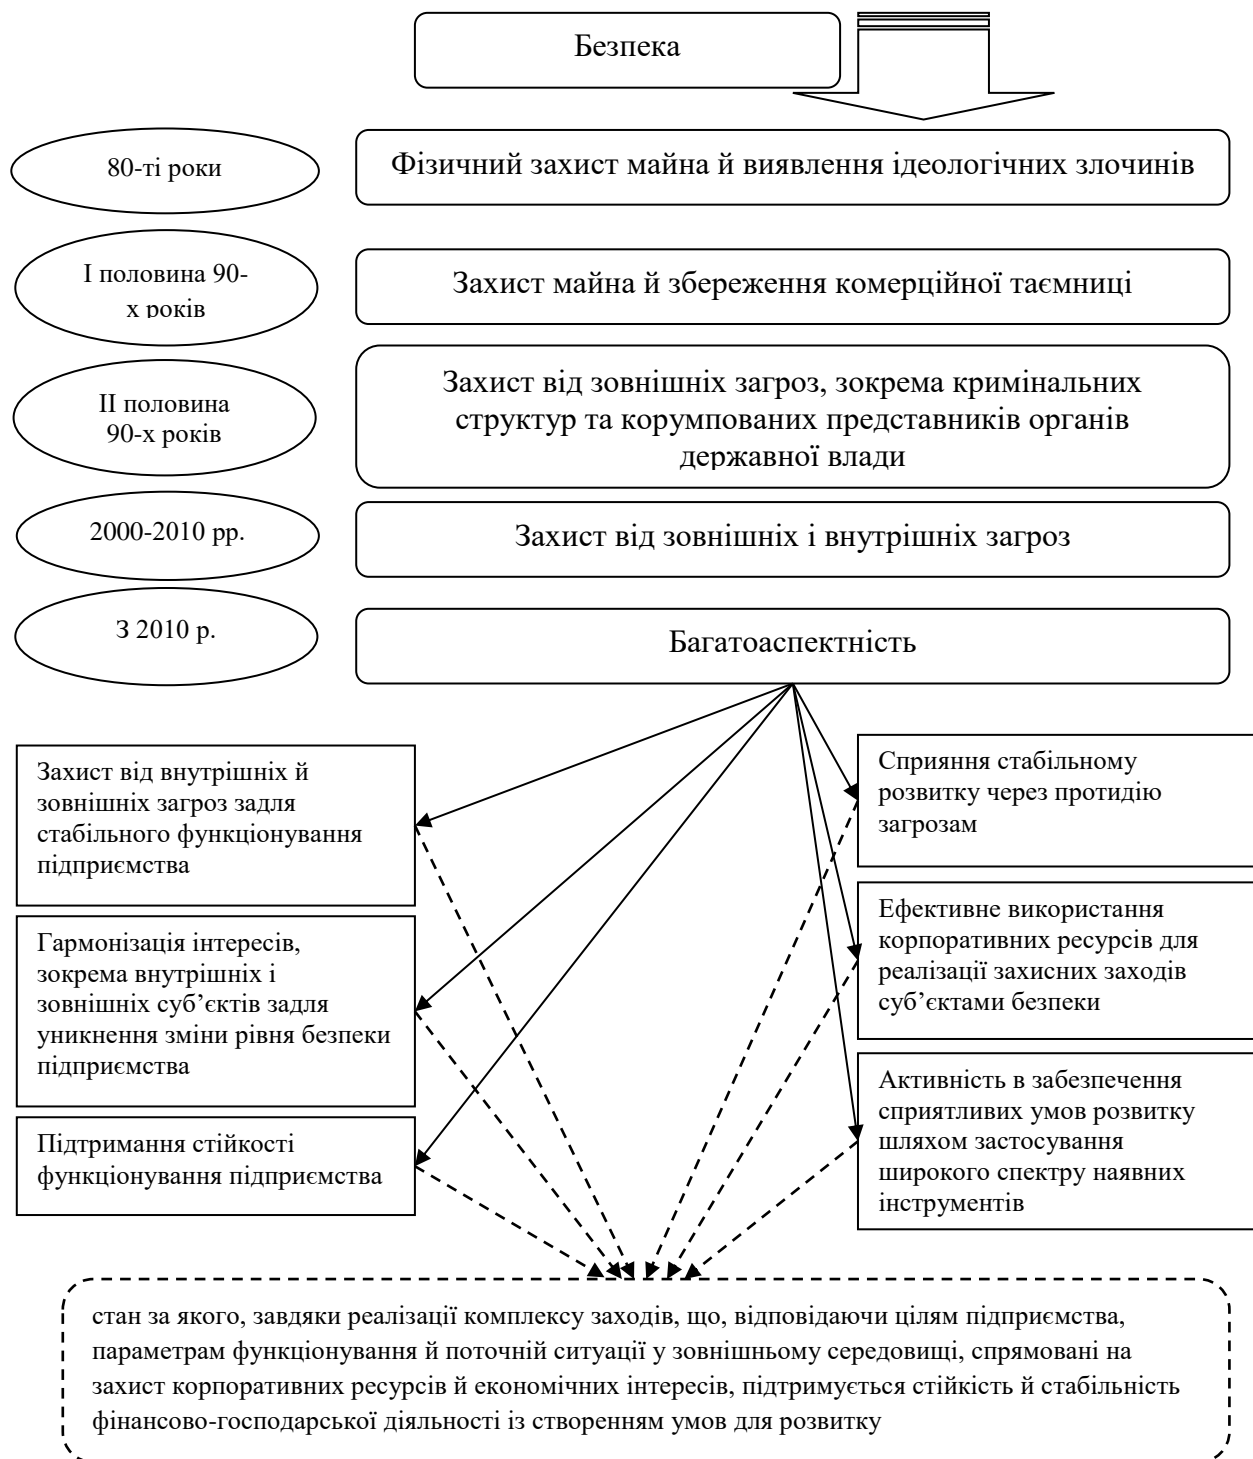 Безпека
80-ті роки
Фізичний захист майна й виявлення ідеологічних злочинів
І половина 90-
х років
Захист майна й збереження комерційної таємниці
ІІ половина
90-х років
Захист від зовнішніх загроз, зокрема кримінальних
структур та корумпованих представників органів
державної влади
2000-2010 рр.
Захист від зовнішніх і внутрішніх загроз
З 2010 р.
Багатоаспектність
Захист від внутрішніх й
зовнішніх загроз задля
стабільного функціонування
підприємства
Гармонізація інтересів,
зокрема внутрішніх і
зовнішніх суб’єктів задля
уникнення зміни рівня безпеки
підприємства
Підтримання стійкості
функціонування підприємства
Сприяння стабільному
розвитку через протидію
загрозам
Ефективне використання
корпоративних ресурсів для
реалізації захисних заходів
суб’єктами безпеки
Активність в забезпечення
сприятливих умов розвитку
шляхом застосування
широкого спектру наявних
інструментів
стан за якого, завдяки реалізації комплексу заходів, що, відповідаючи цілям підприємства,
параметрам функціонування й поточній ситуації у зовнішньому середовищі, спрямовані на
захист корпоративних ресурсів й економічних інтересів, підтримується стійкість й стабільність
фінансово-господарської діяльності із створенням умов для розвитку